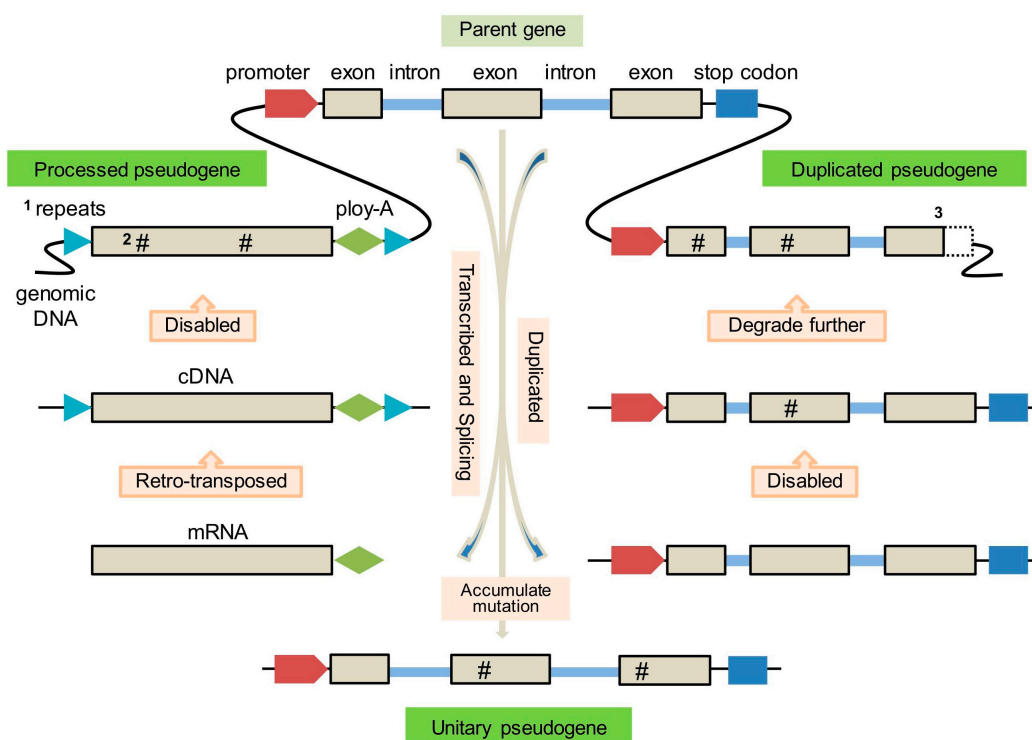 Parent gene
promoter exon intron exon intron exon stop codon
Processed pseudogene
Duplicated pseudogene
1 repeats
ploy-A
2 # #
# #
3
genomic
DNA
Disabled
Degrade further
Transcribed and Splicing
Duplicated
cDNA
#
Retro-transposed
Disabled
mRNA
Accumulate
mutation
# #
Unitary pseudogene